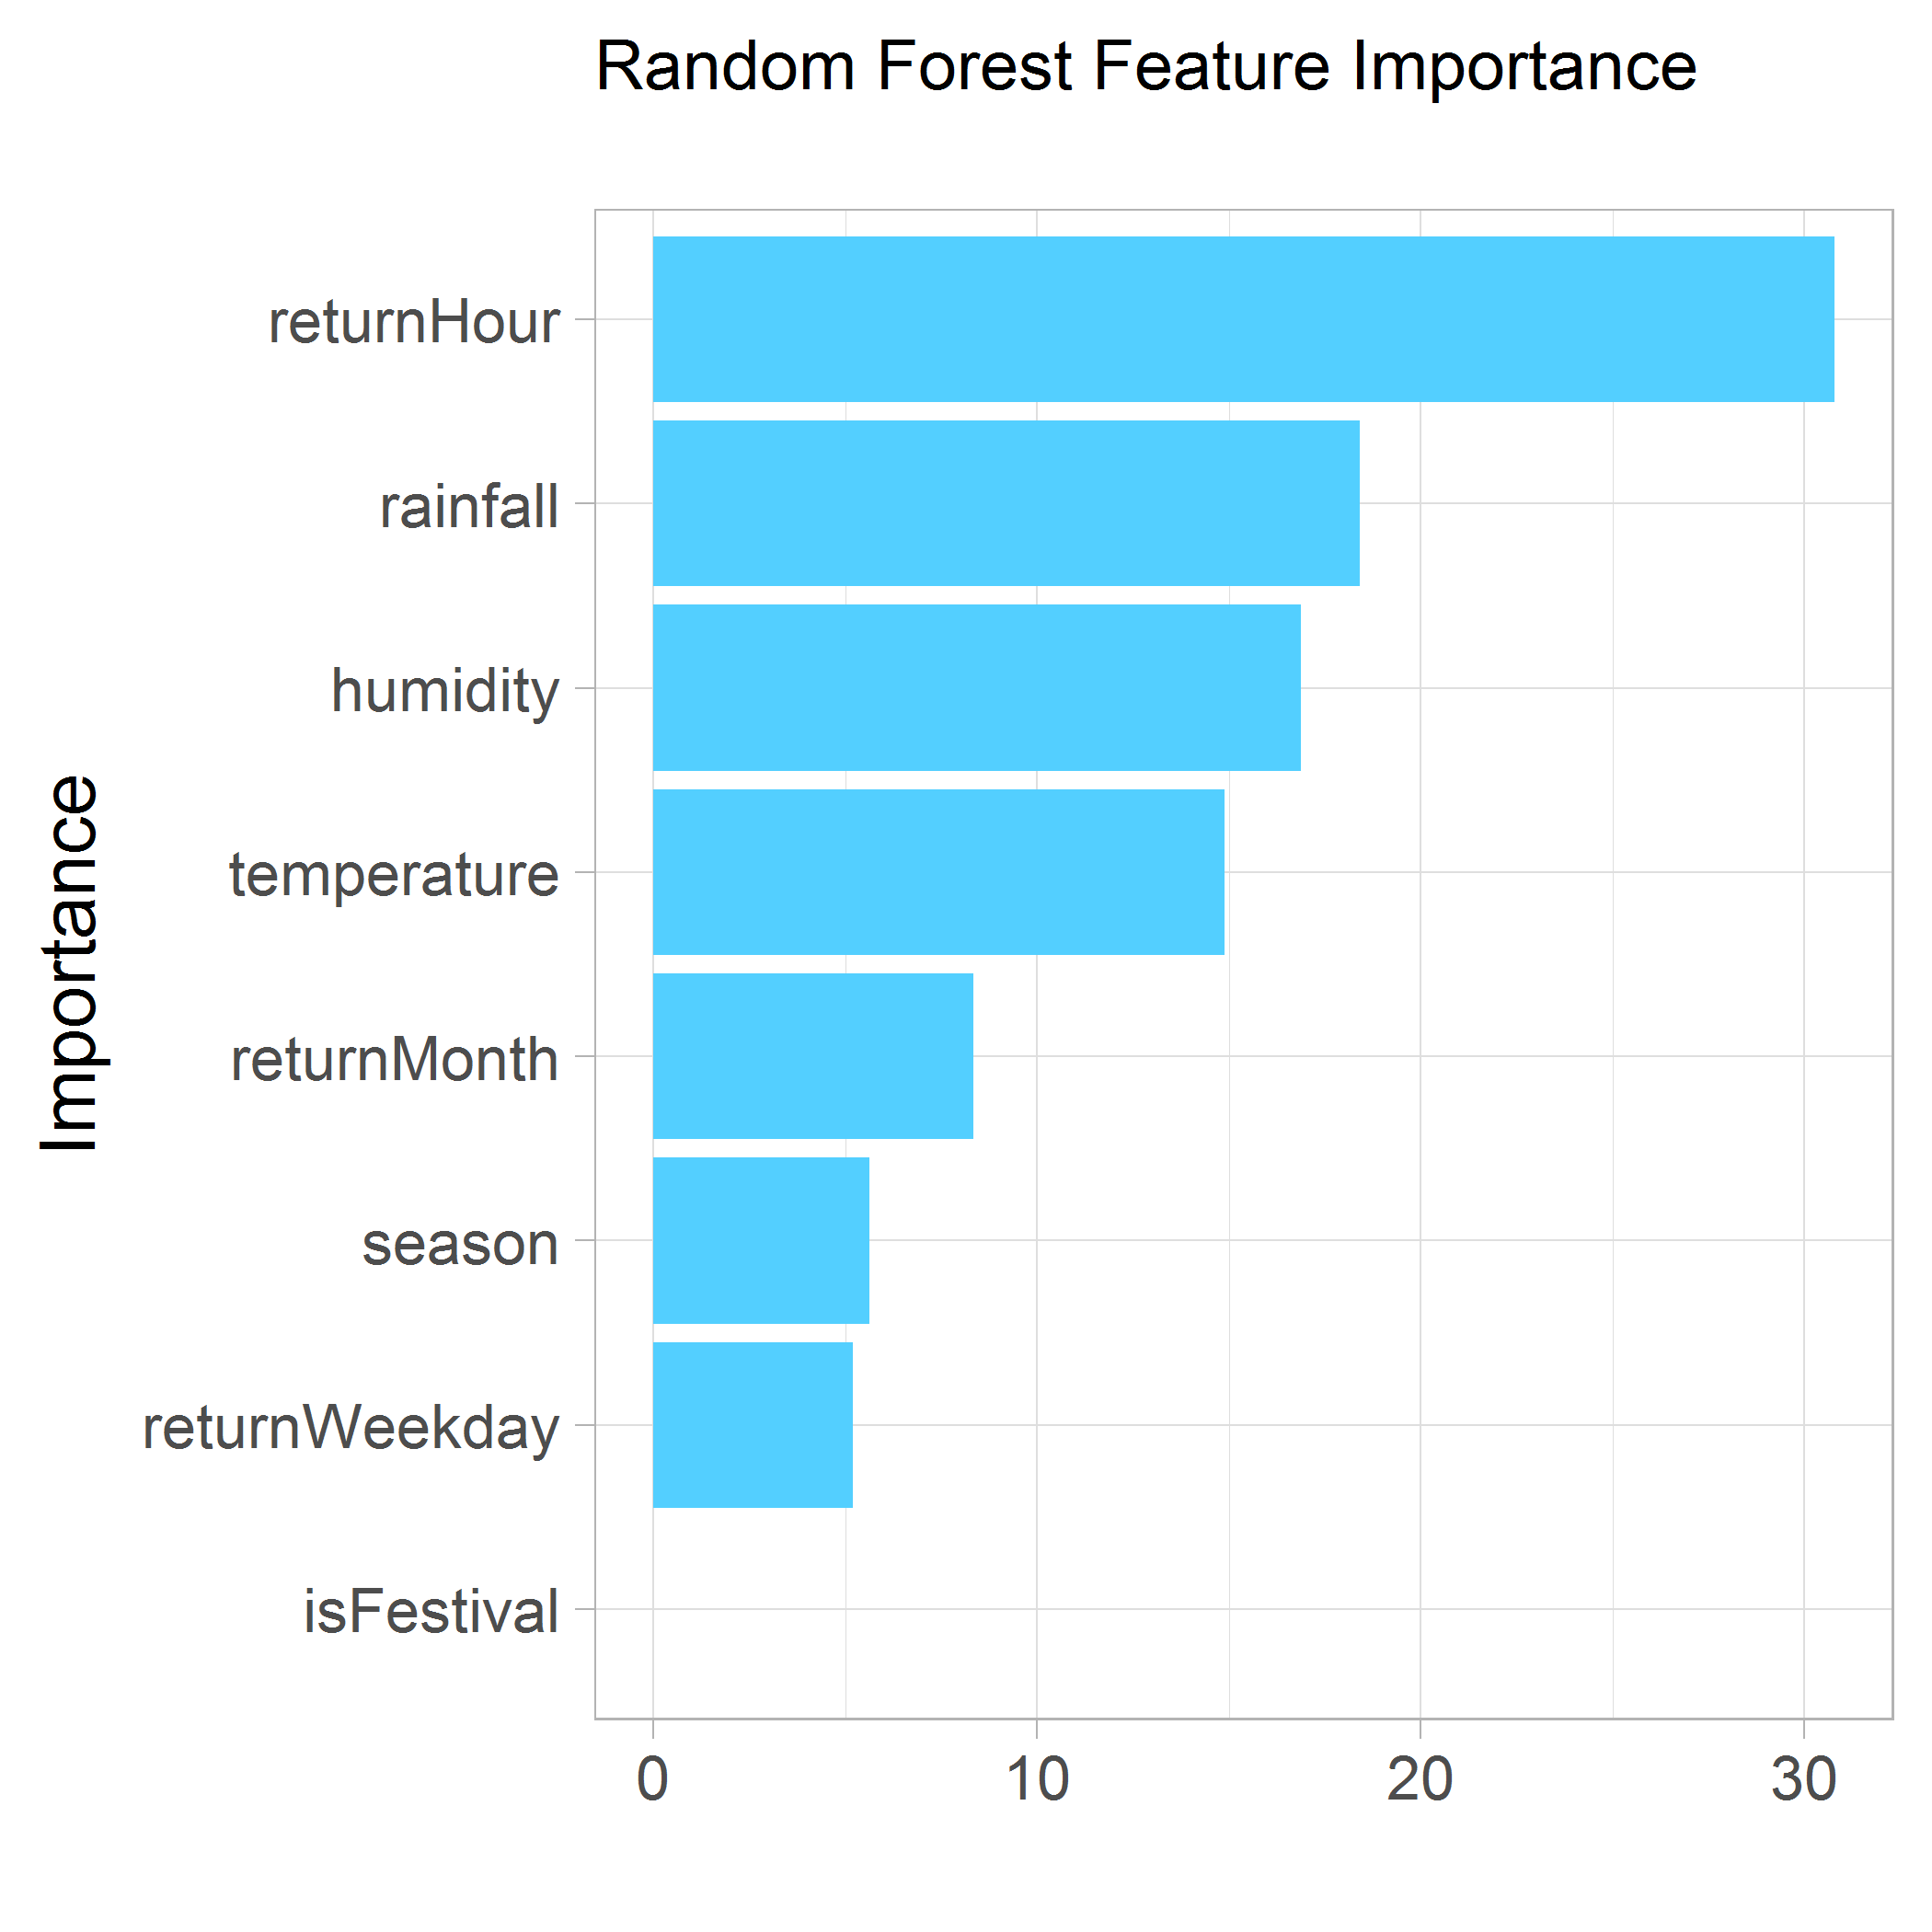 Random Forest Feature Importance
Importance
returnHour
rainfall
humidity
temperature
returnMonth
season
returnWeekday
isFestival
0 10 20 30